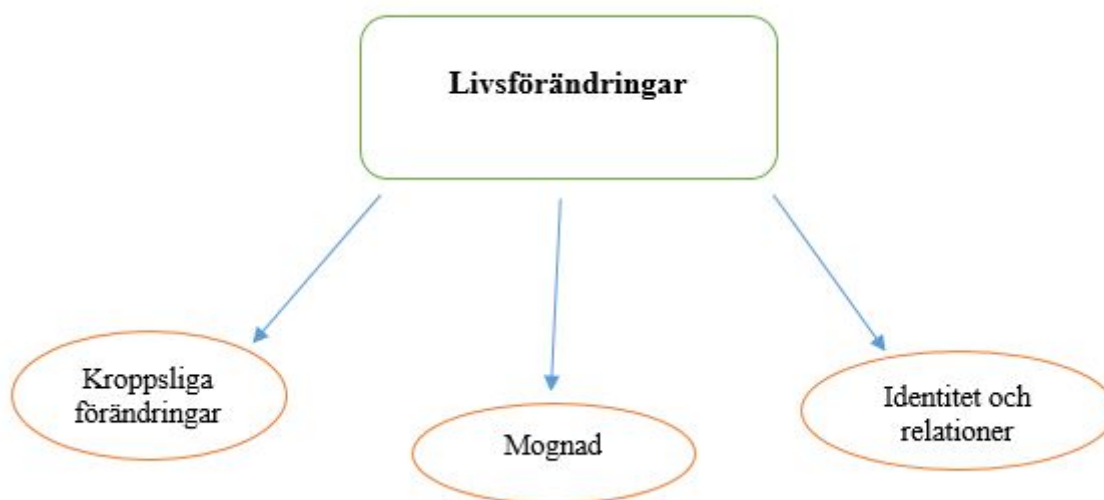 Livsförändringar
Kroppsliga
förändringar
Mognad
Identitet och
relationer